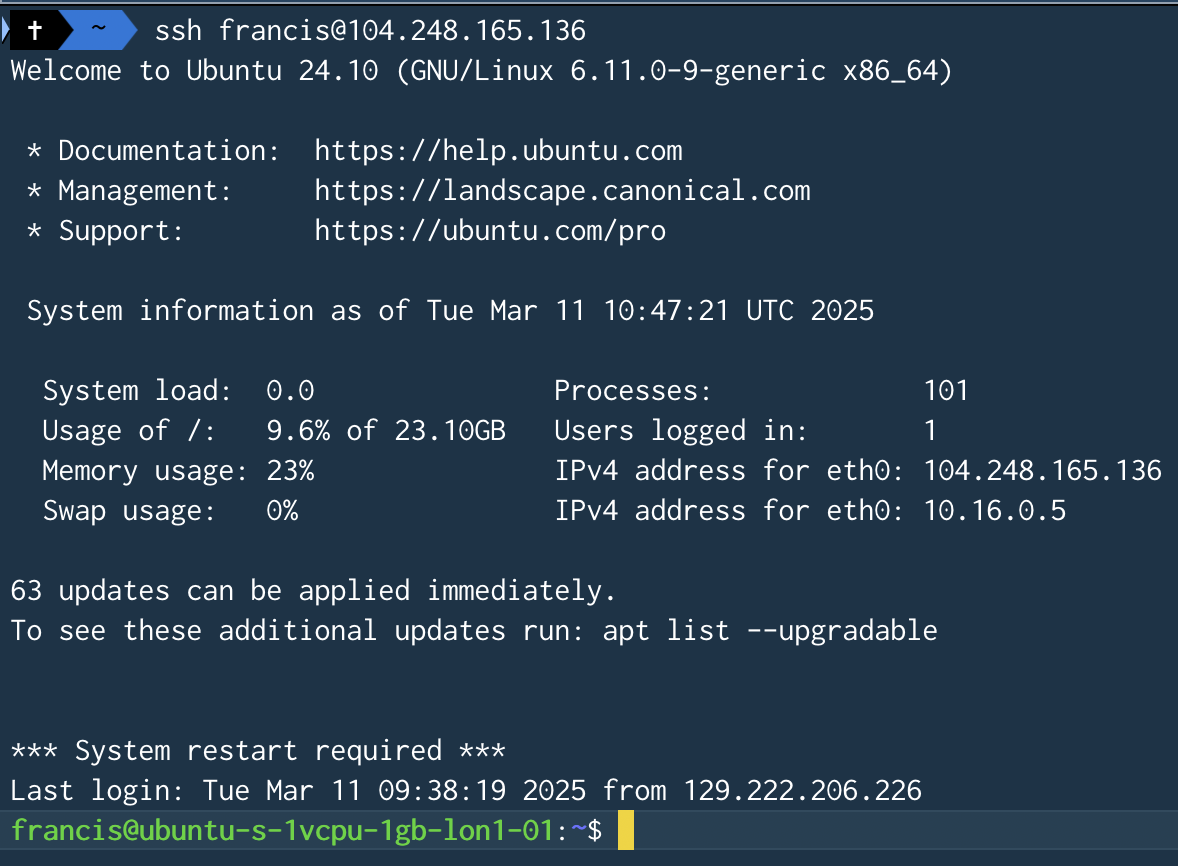 ✝ ~ ssh francis@104.248.165.136
Welcome to Ubuntu 24.10 (GNU/Linux 6.11.0-9-generic x86_64)
* Documentation: https://help.ubuntu.com
* Management: https://landscape.canonical.com
* Support: https://ubuntu.com/pro
System information as of Tue Mar 11 10:47:21 UTC 2025
System load: 0.0 Processes: 101
Usage of /: 9.6% of 23.10GB Users logged in: 1
Memory usage: 23% IPv4 address for eth0: 104.248.165.136
Swap usage: 0% IPv4 address for eth0: 10.16.0.5
63 updates can be applied immediately.
To see these additional updates run: apt list --upgradable
*** System restart required ***
Last login: Tue Mar 11 09:38:19 2025 from 129.222.206.226
francis@ubuntu-s-1vcpu-1gb-lon1-01:~$